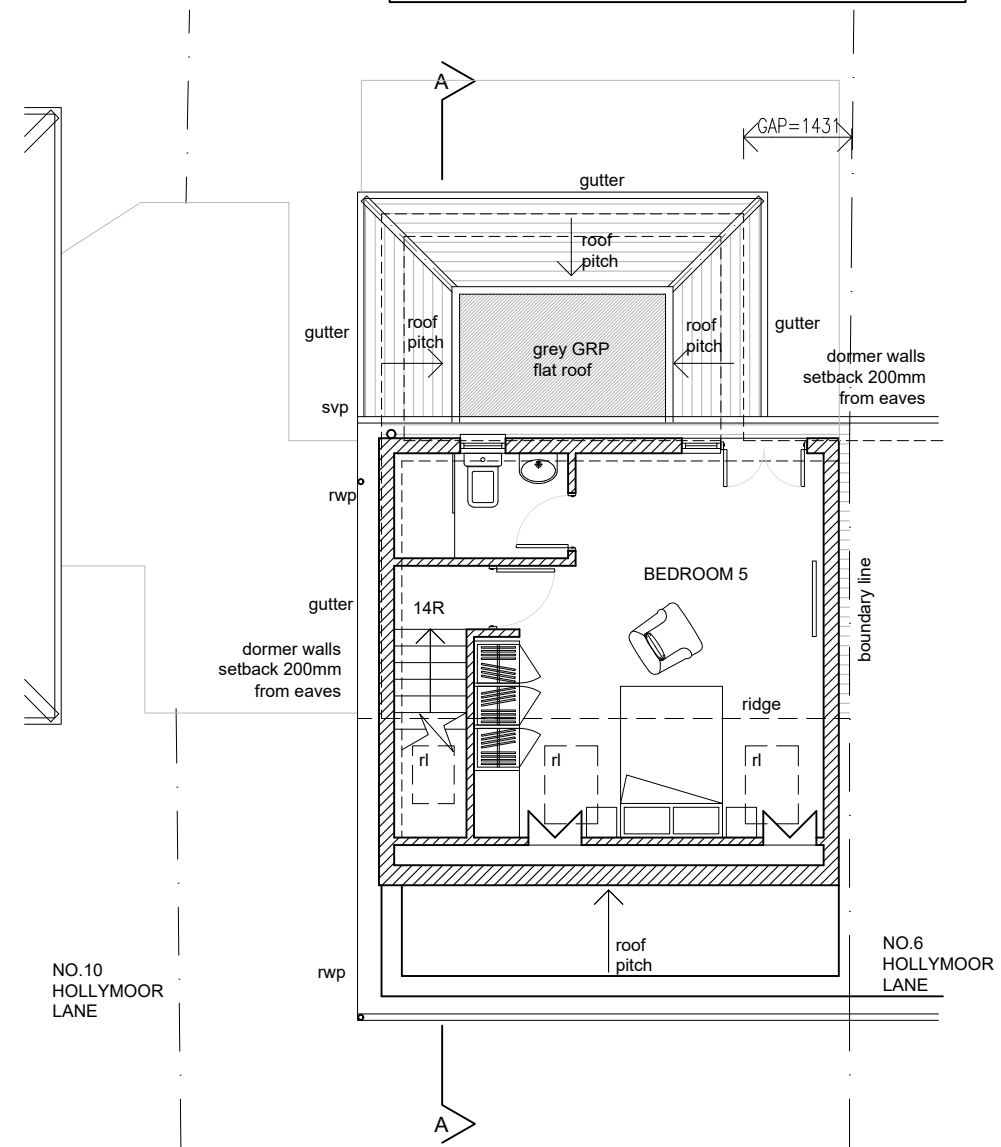 A
GAP=1431
gutter
roof
pitch
gutter
roof
pitch
grey GRP
flat roof
roof
pitch
gutter
dormer walls
setback 200mm
from eaves
svp
rwp
BEDROOM 5
boundary line
gutter
14R
dormer walls
setback 200mm
from eaves
ridge
rl
rl
rl
roof
pitch
NO.10
HOLLYMOOR
LANE
rwp
NO.6
HOLLYMOOR
LANE
A